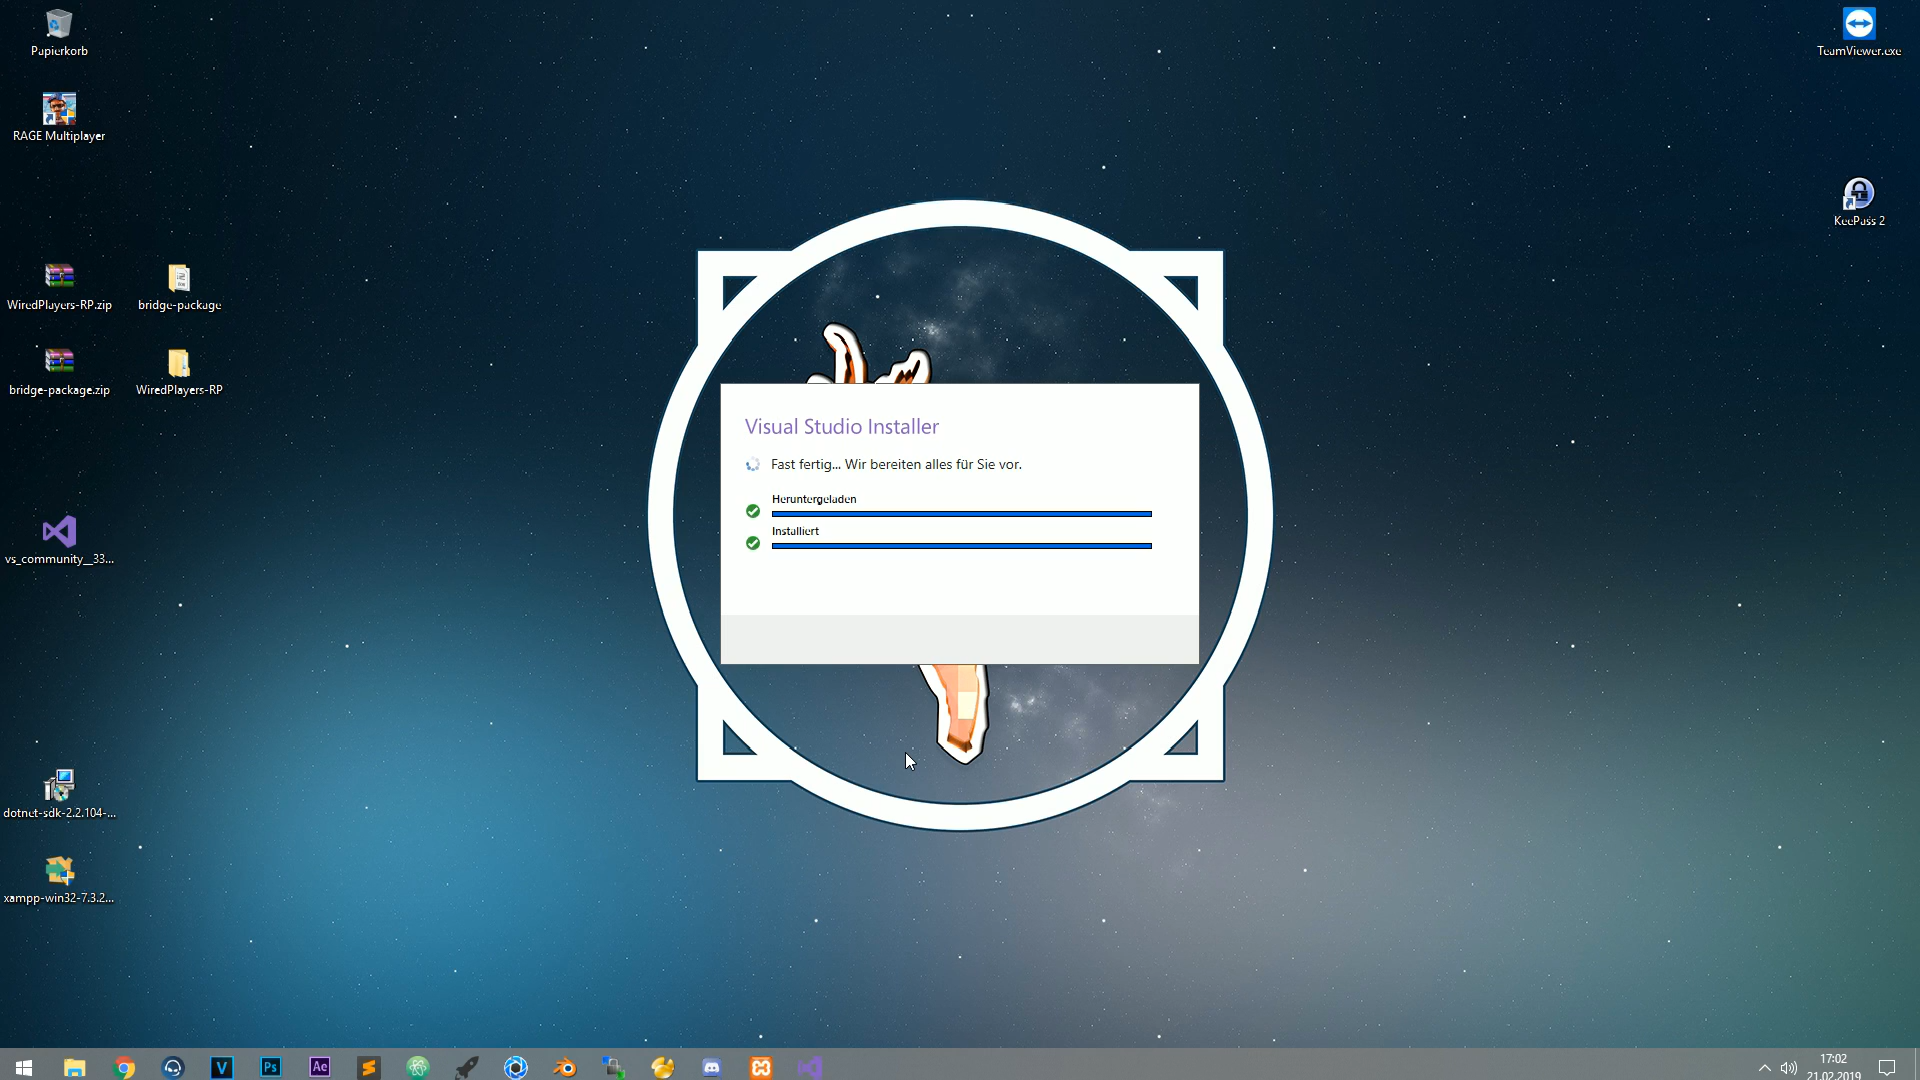 Papierkorb
TeamViewer.exe
RAGE Multiplayer
KeePass 2
WiredPlayers-RP.zip
bridge-package
bridge-package.zip
WiredPlayers-RP
Visual Studio Installer
Fast fertig... Wir bereiten alles für Sie vor.
Heruntergeladen
Installiert
vs_community__33...
dotnet-sdk-2.2.104-...
xampp-win32-7.3.2...
V
Ps
Ae
17:02
21.02.2019